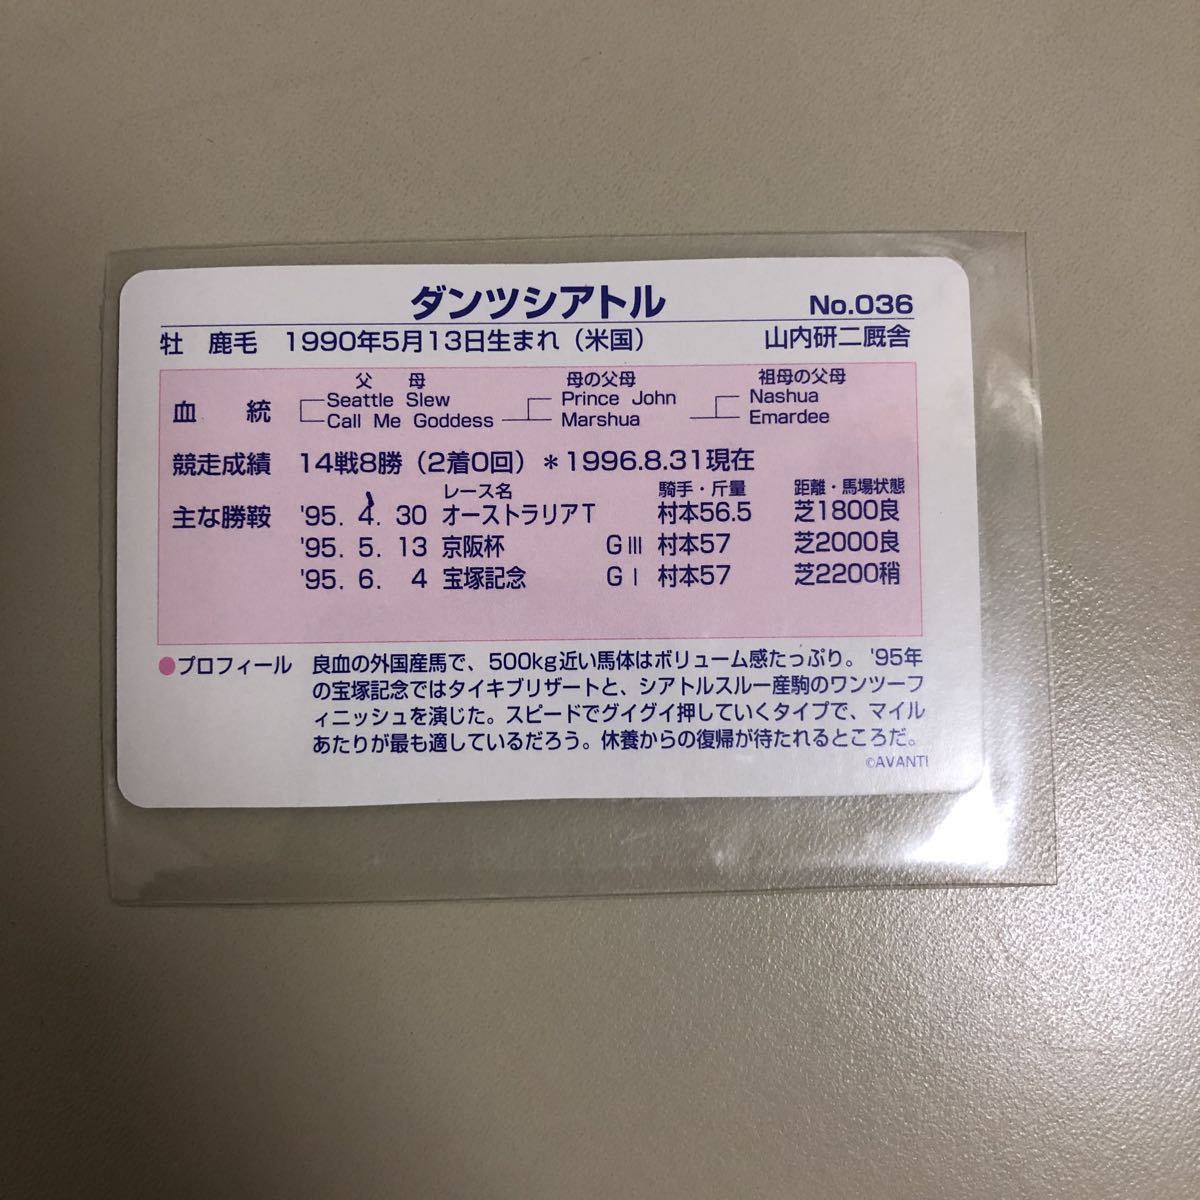 ダンツシアトル No.036
牡 鹿毛 1990年5月13日生まれ（米国） 山内研二厩舎
父 母 母の父母 祖母の父母
Seattle Slew Prince John Nashua
血 統
Call Me Goddess Marshua Emardee
競走成績 14戦8勝（2着0回）＊1996.8.31現在
レース名 騎手・斤量 距離・馬場状態
主な勝鞍 '95. 4. 30 オーストラリアT 村本56.5 芝1800良
'95. 5. 13 京阪杯 GⅢ 村本57 芝2000良
'95. 6. 4 宝塚記念 GⅠ 村本57 芝2200稍
●プロフィール 良血の外国産馬で、500kg近い馬体はボリューム感たっぷり。'95年
の宝塚記念ではタイキブリザートと、シアトルスルー産駒のワンツーフ
ィニッシュを演じた。スピードでグイグイ押していくタイプで、マイル
あたりが最も適しているだろう。休養からの復帰が待たれるところだ。
©AVANTI